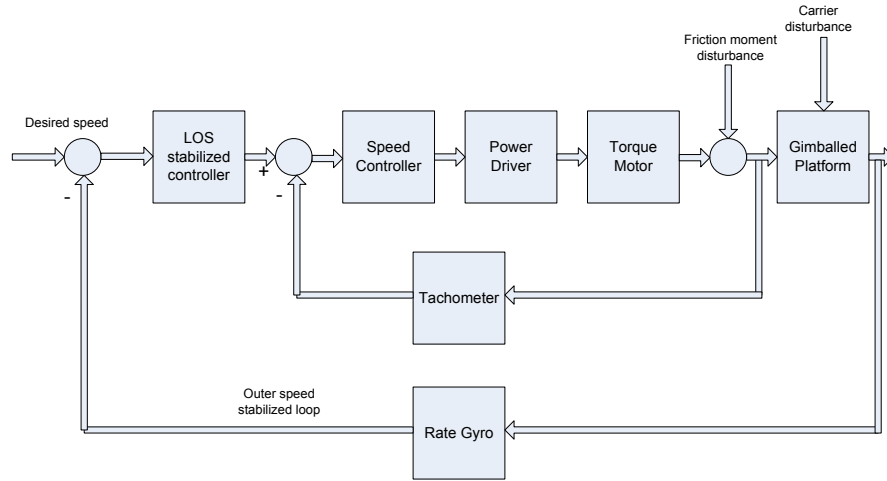 Carrier
disturbance
Friction moment
disturbance
Desired speed
LOS
stabilized
controller
Speed
Controller
Power
Driver
Torque
Motor
Gimballed
Platform
+
-
-
Tachometer
Outer speed
stabilized loop
Rate Gyro